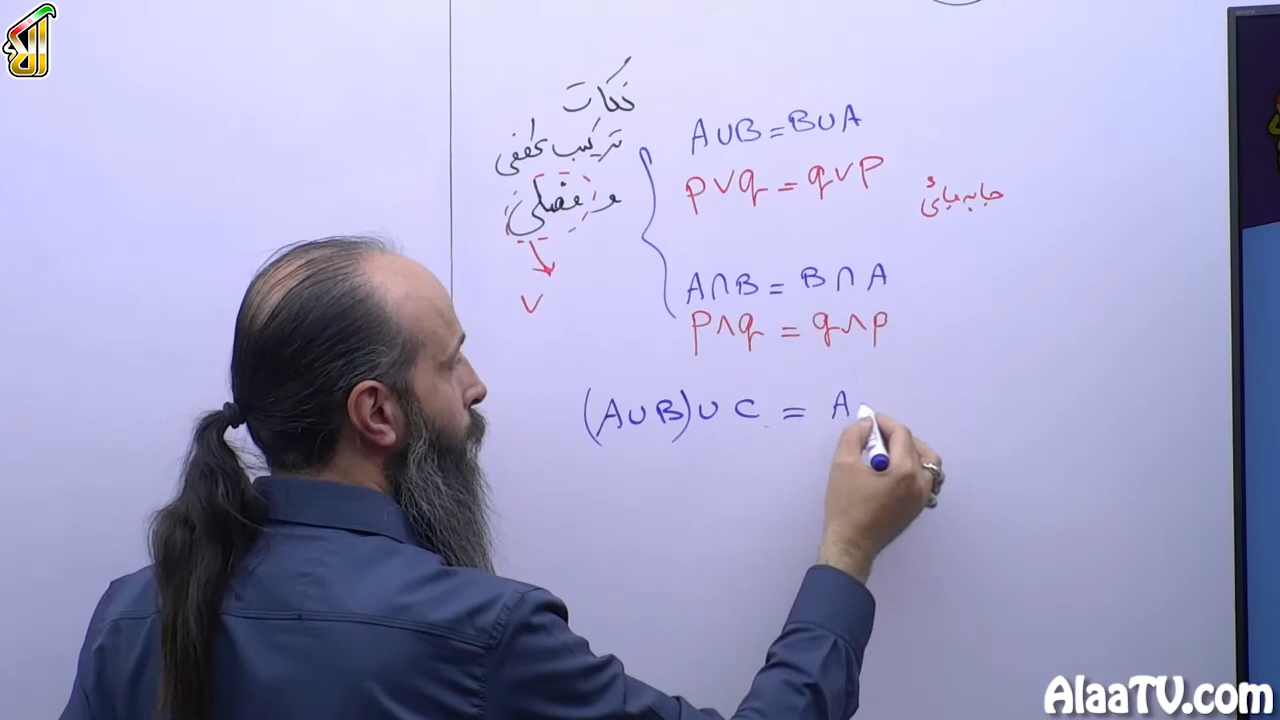 نکات
ترکیب عطفی
و فصلی
V
A∪B = B∪A
p∨q = q∨p
جابه‌جایی
A∩B = B∩A
p∧q = q∧p
(A∪B)∪C = A
AlaaTV.com